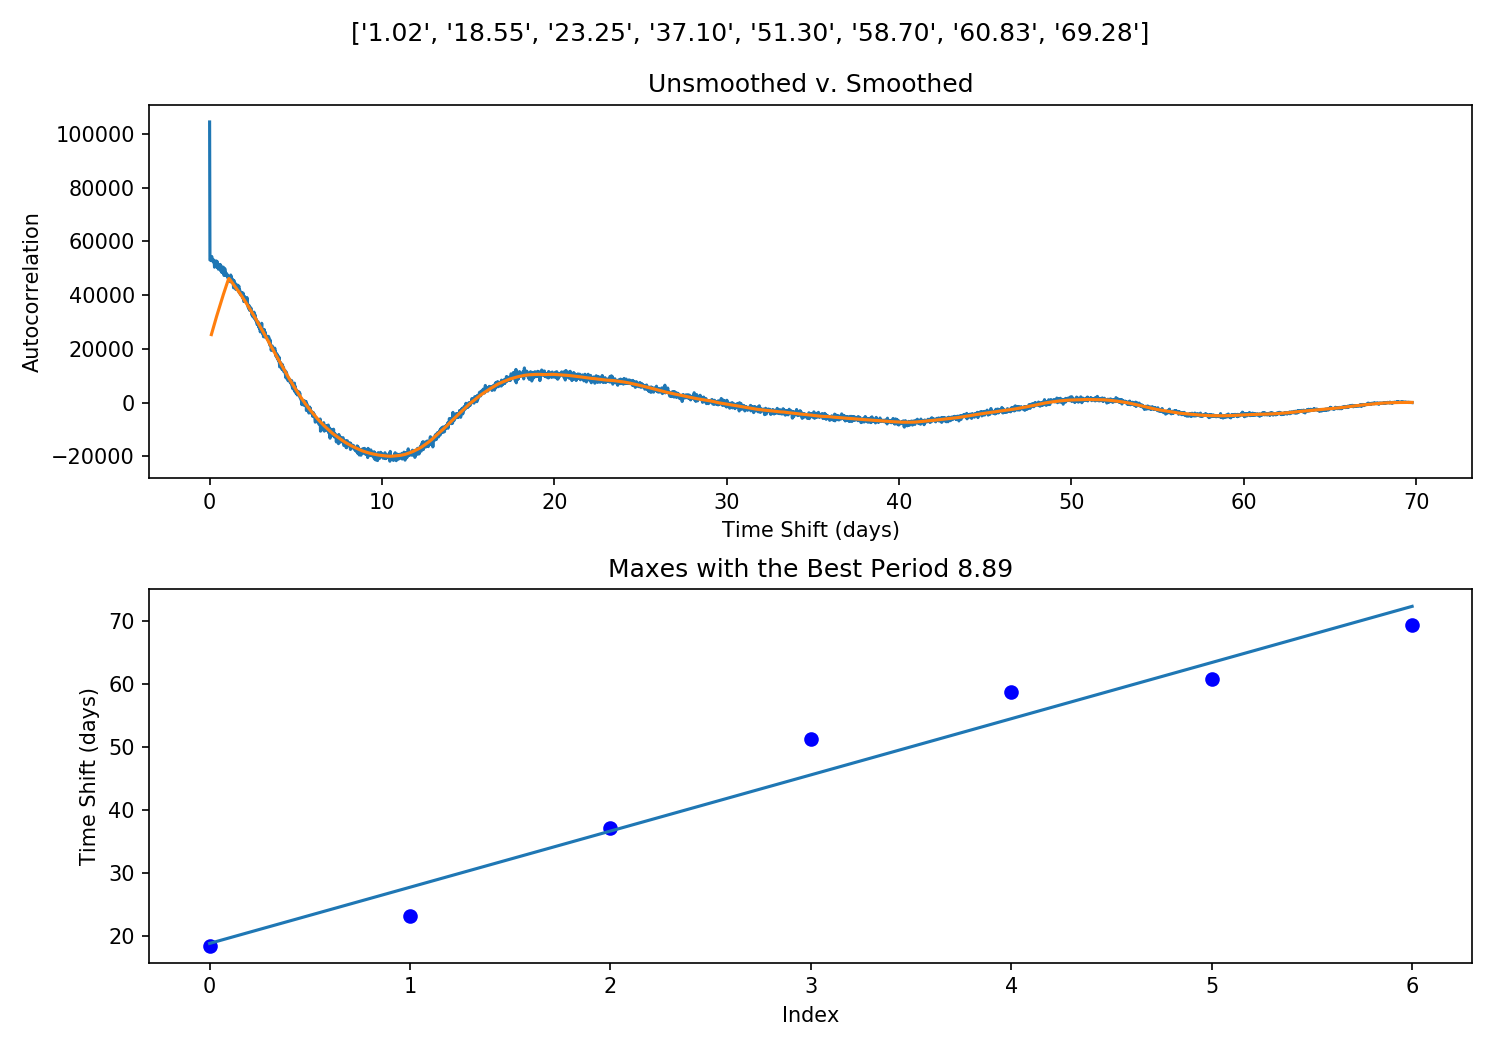 ['1.02', '18.55', '23.25', '37.10', '51.30', '58.70', '60.83', '69.28']
Unsmoothed v. Smoothed
Autocorrelation
100000
80000
60000
40000
20000
0
−20000
0 10 20 30 40 50 60 70
Time Shift (days)
Maxes with the Best Period 8.89
Time Shift (days)
70
60
50
40
30
20
0 1 2 3 4 5 6
Index